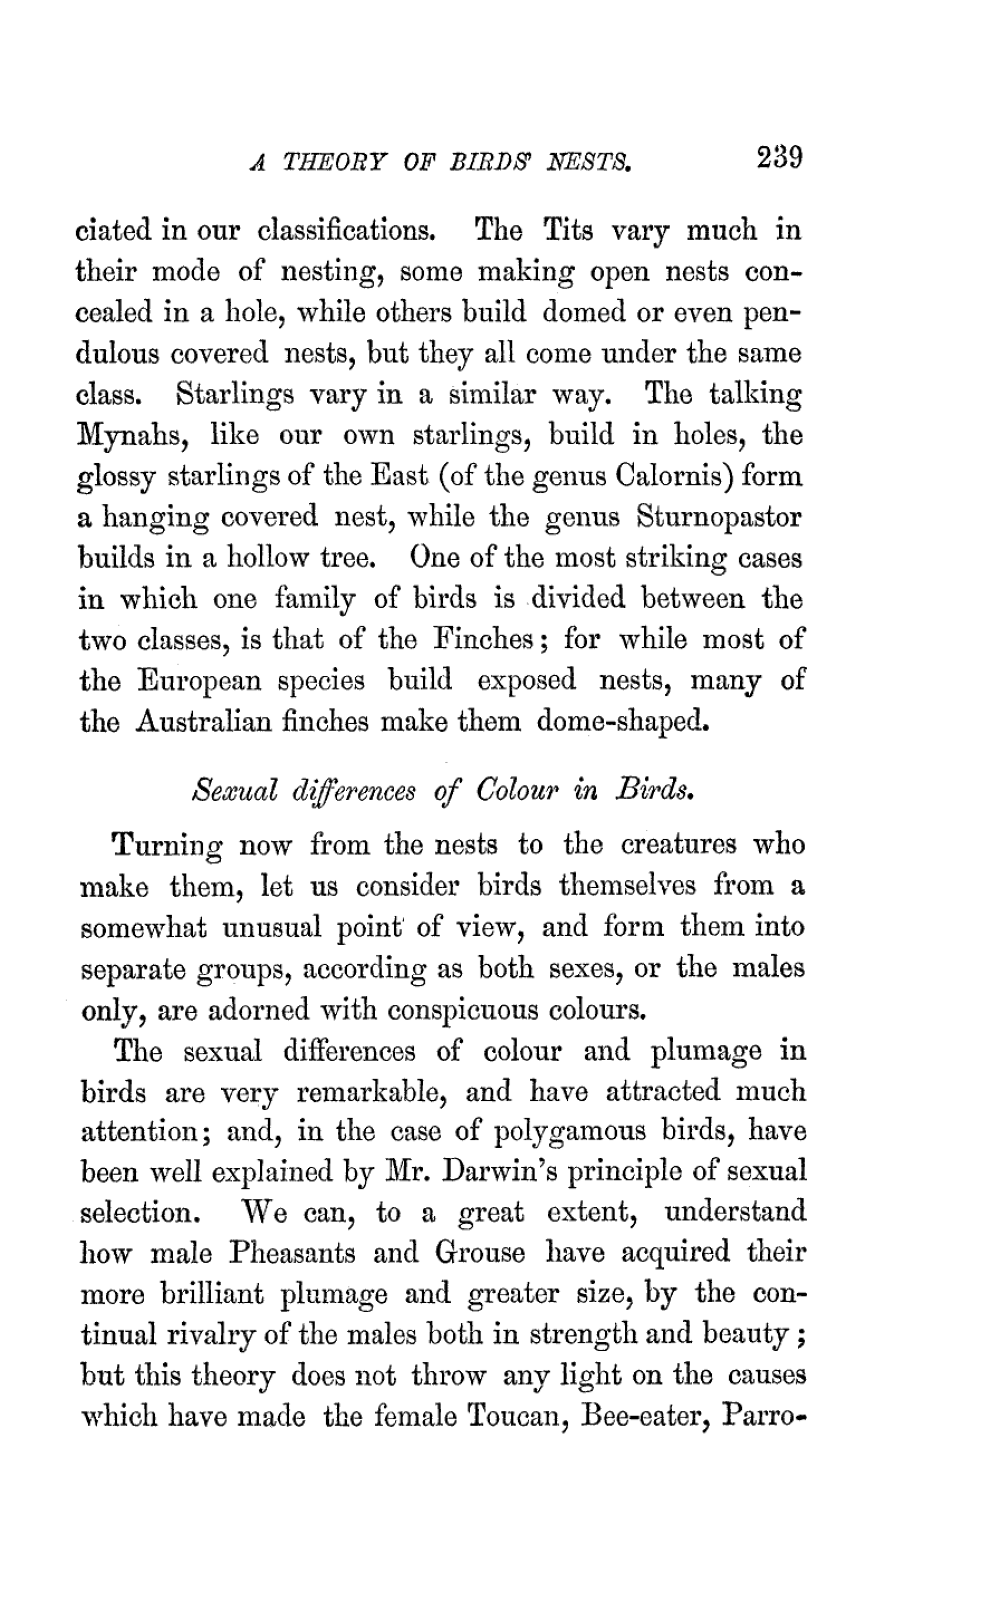 A THEORY OF BIRDS' NESTS. 239
ciated in our classifications. The Tits vary much in
their mode of nesting, some making open nests con-
cealed in a hole, while others build domed or even pen-
dulous covered nests, but they all come under the same
class. Starlings vary in a similar way. The talking
Mynahs, like our own starlings, build in holes, the
glossy starlings of the East (of the genus Calornis) form
a hanging covered nest, while the genus Sturnopastor
builds in a hollow tree. One of the most striking cases
in which one family of birds is divided between the
two classes, is that of the Finches; for while most of
the European species build exposed nests, many of
the Australian finches make them dome-shaped.
Sexual differences of Colour in Birds.
Turning now from the nests to the creatures who
make them, let us consider birds themselves from a
somewhat unusual point of view, and form them into
separate groups, according as both sexes, or the males
only, are adorned with conspicuous colours.
The sexual differences of colour and plumage in
birds are very remarkable, and have attracted much
attention; and, in the case of polygamous birds, have
been well explained by Mr. Darwin's principle of sexual
selection. We can, to a great extent, understand
how male Pheasants and Grouse have acquired their
more brilliant plumage and greater size, by the con-
tinual rivalry of the males both in strength and beauty;
but this theory does not throw any light on the causes
which have made the female Toucan, Bee-eater, Parro-